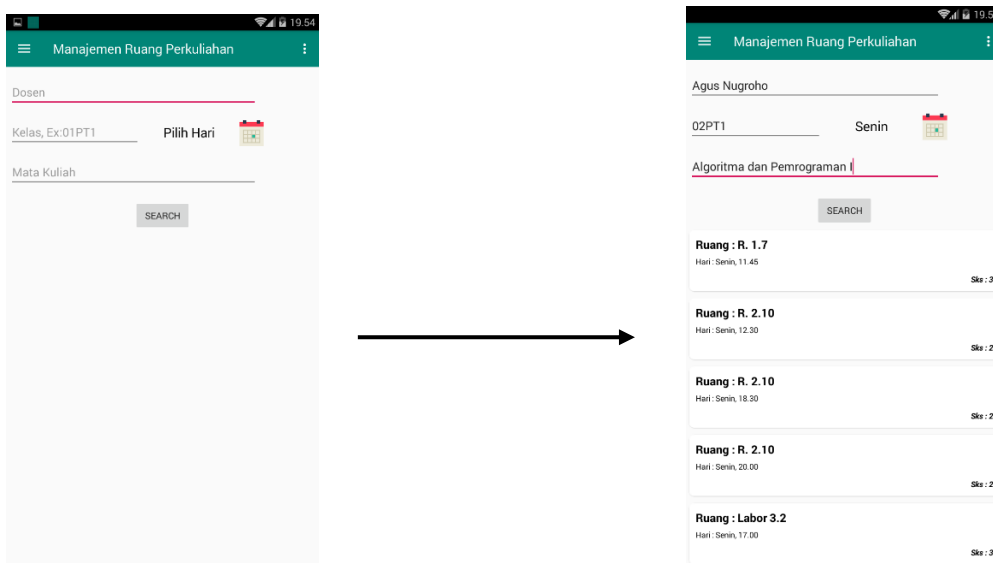 19.54
Manajemen Ruang Perkuliahan
Dosen
Kelas, Ex:01PT1
Pilih Hari
Mata Kuliah
SEARCH
19.5
Manajemen Ruang Perkuliahan
Agus Nugroho
02PT1
Senin
Algoritma dan Pemrograman I
SEARCH
Ruang : R. 1.7
Hari : Senin, 11.45
Sks : 3
Ruang : R. 2.10
Hari : Senin, 12.30
Sks : 2
Ruang : R. 2.10
Hari : Senin, 18.30
Sks : 2
Ruang : R. 2.10
Hari : Senin, 20.00
Sks : 2
Ruang : Labor 3.2
Hari : Senin, 17.00
Sks : 3